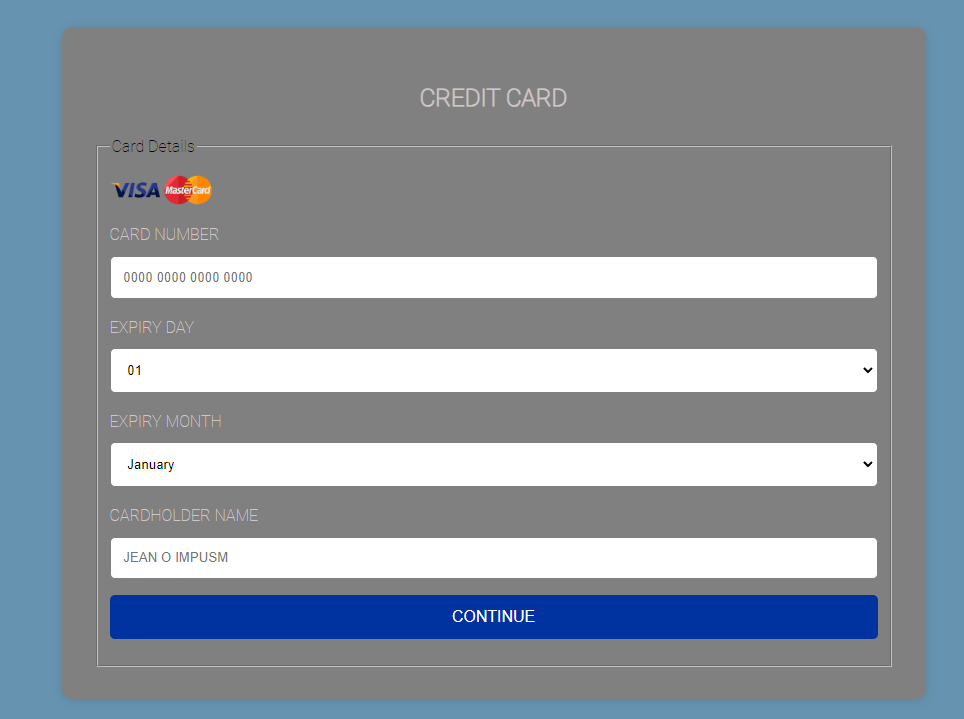 CREDIT CARD
Card Details
VISA MasterCard
CARD NUMBER
0000 0000 0000 0000
EXPIRY DAY
01
EXPIRY MONTH
January
CARDHOLDER NAME
JEAN O IMPUSM
CONTINUE